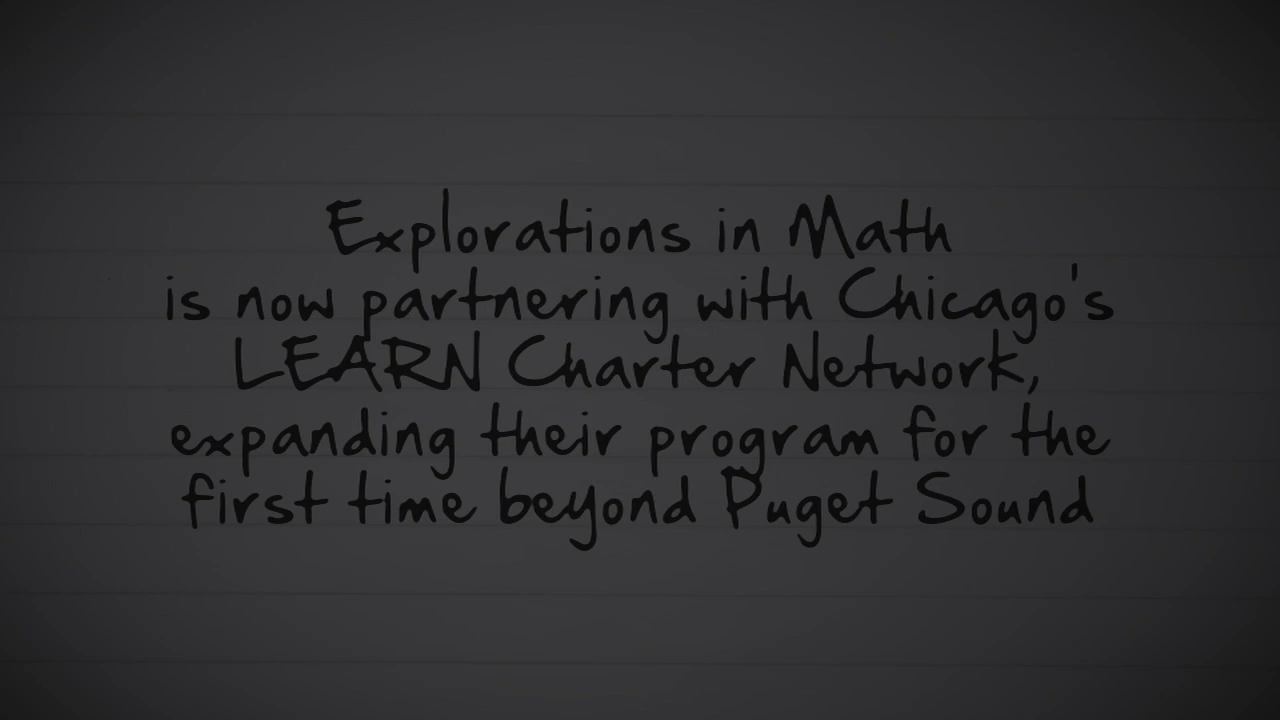 Explorations in Math
is now partnering with Chicago's
LEARN Charter Network,
expanding their program for the
first time beyond Puget Sound